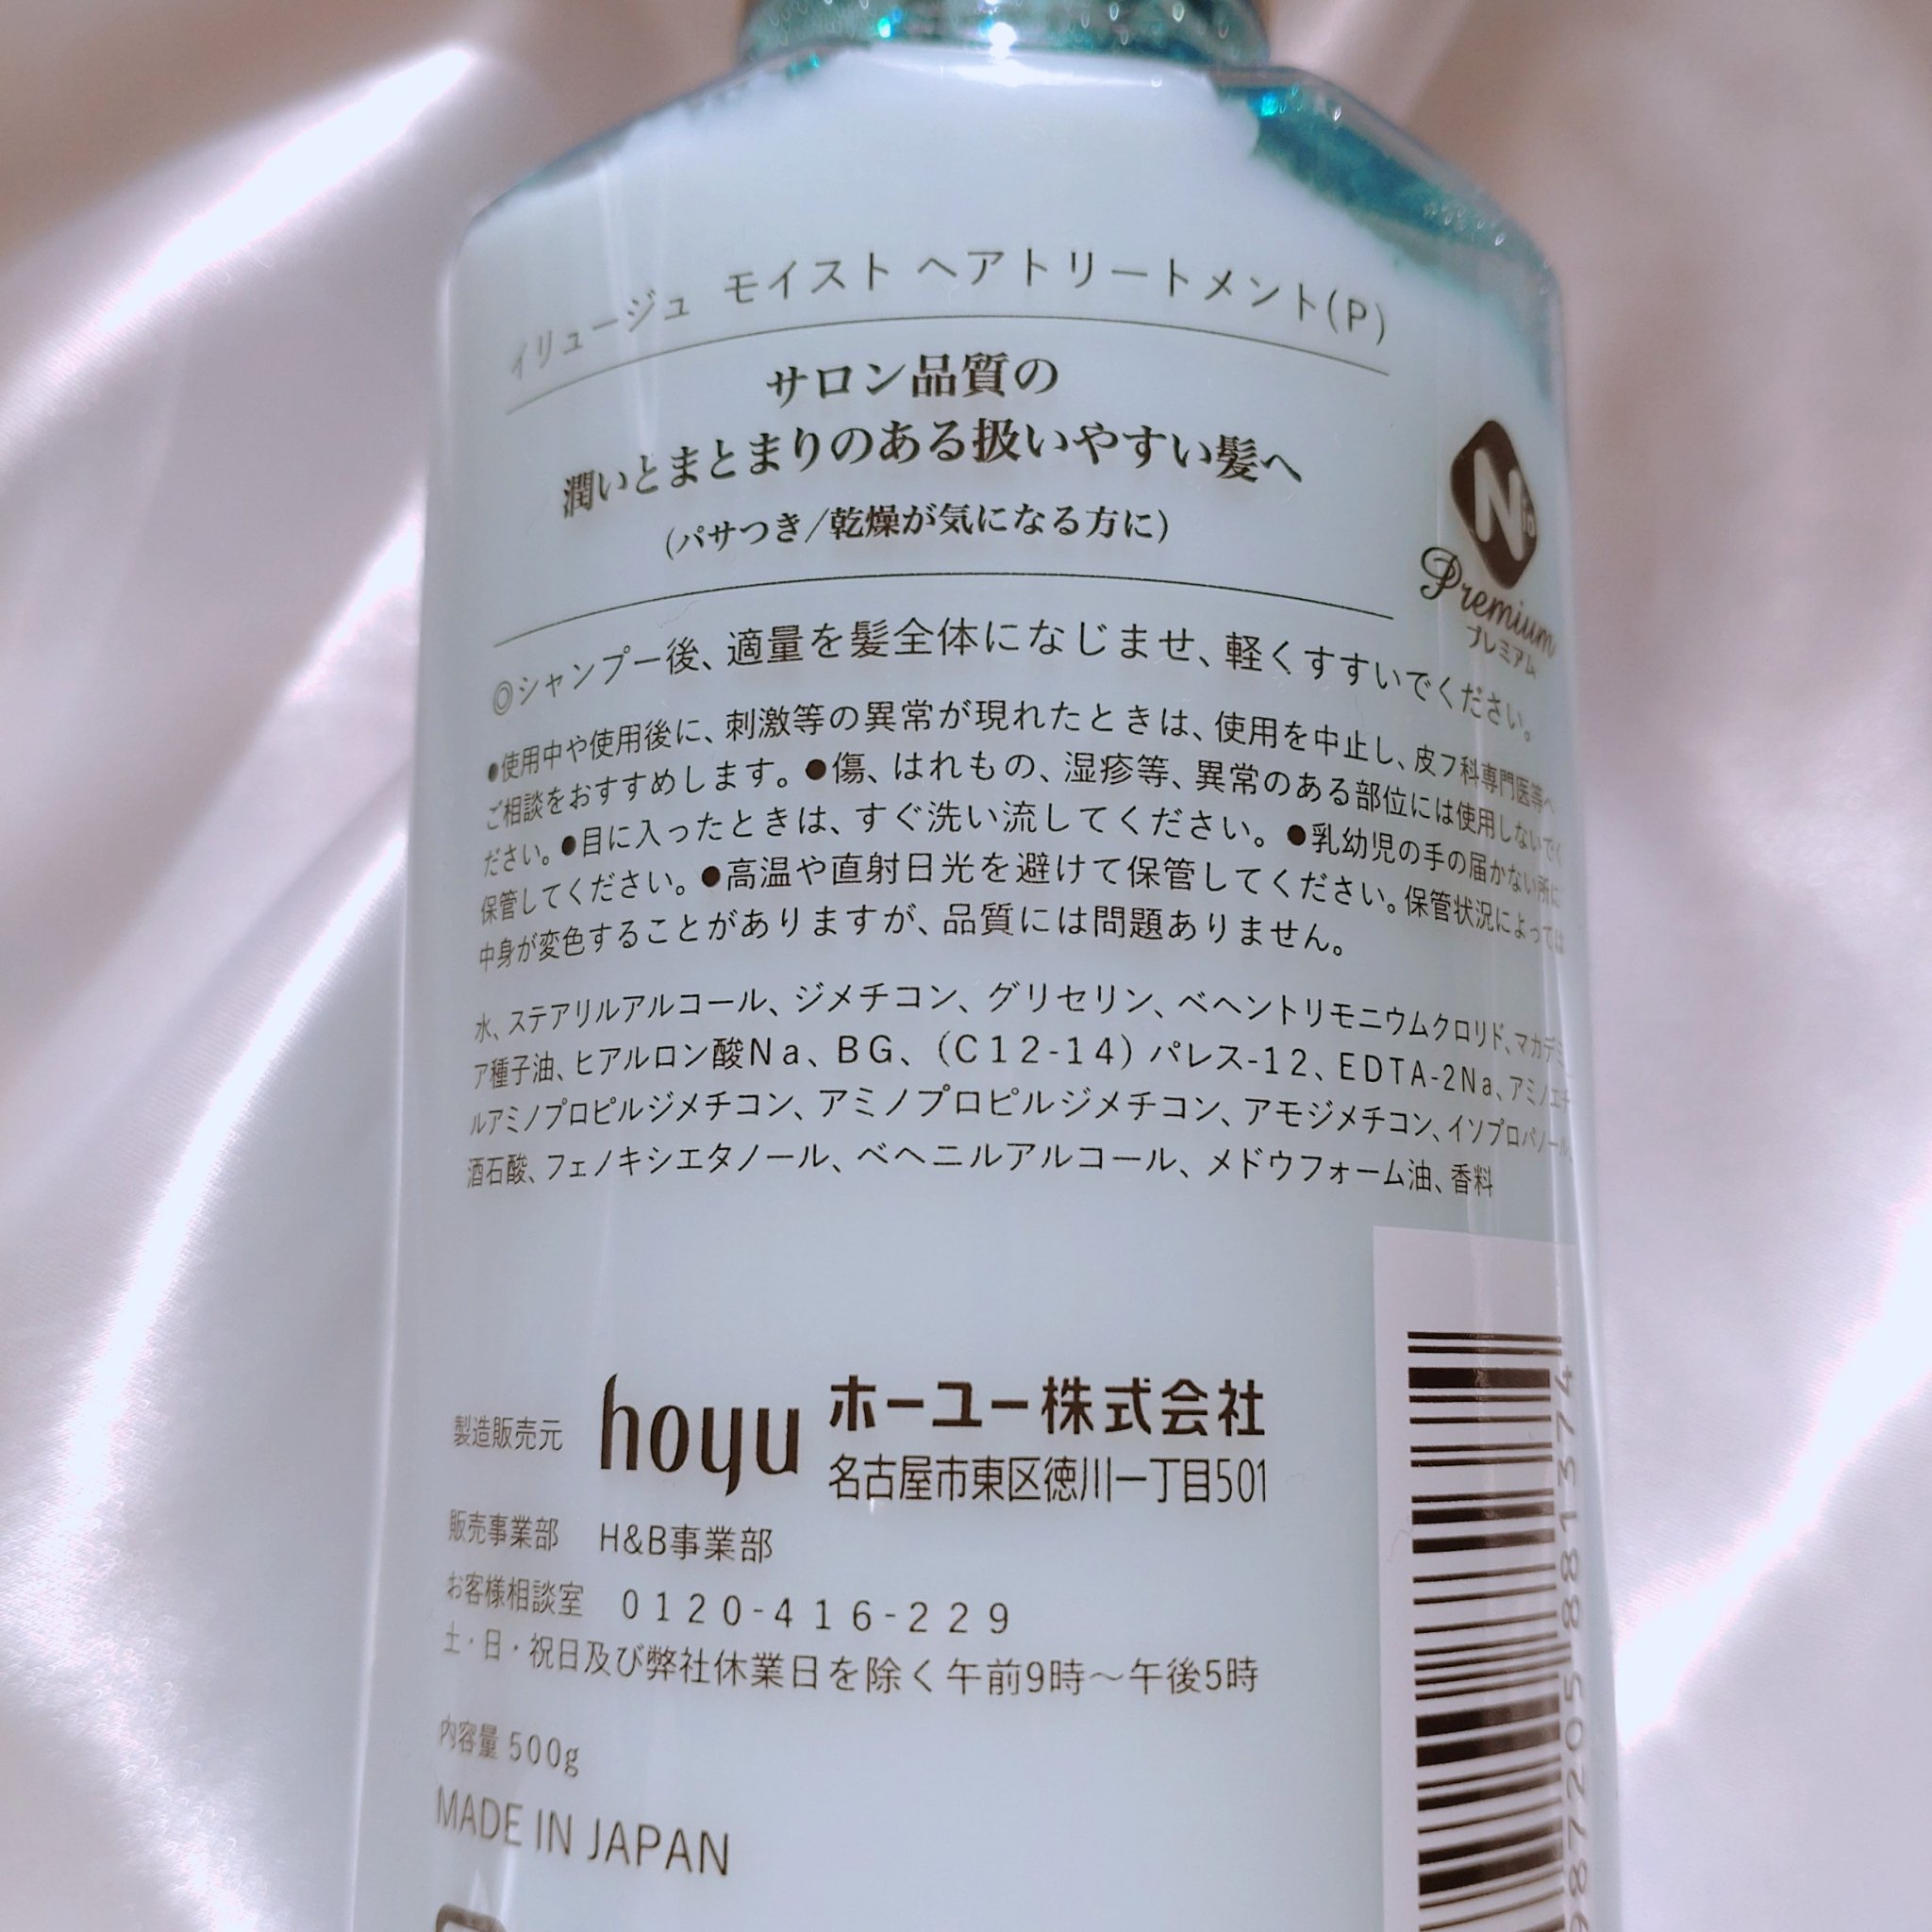 イリュージュ モイスト ヘアトリートメント(P)
サロン品質の
潤いとまとまりのある扱いやすい髪へ
(パサつき/乾燥が気になる方に)
Premium
プレミアム
◎シャンプー後、適量を髪全体になじませ、軽くすすいでください。
●使用中や使用後に、刺激等の異常が現れたときは、使用を中止し、皮フ科専門医等へ
ご相談をおすすめします。●傷、はれもの、湿疹等、異常のある部位には使用しないでく
ださい。●目に入ったときは、すぐ洗い流してください。●乳幼児の手の届かない所に
保管してください。●高温や直射日光を避けて保管してください。保管状況によっては
中身が変色することがありますが、品質には問題ありません。
水、ステアリルアルコール、ジメチコン、グリセリン、ベヘントリモニウムクロリド、マカデミ
ア種子油、ヒアルロン酸Na、BG、(C12-14)パレス-12、EDTA-2Na、アミノエチ
ルアミノプロピルジメチコン、アミノプロピルジメチコン、アモジメチコン、イソプロパノール、
酒石酸、フェノキシエタノール、ベヘニルアルコール、メドウフォーム油、香料
製造販売元 hoyu ホーユー株式会社
名古屋市東区徳川一丁目501
販売事業部 H&B事業部
お客様相談室 0120-416-229
土・日・祝日及び弊社休業日を除く午前9時〜午後5時
内容量 500g
MADE IN JAPAN
987205 881374